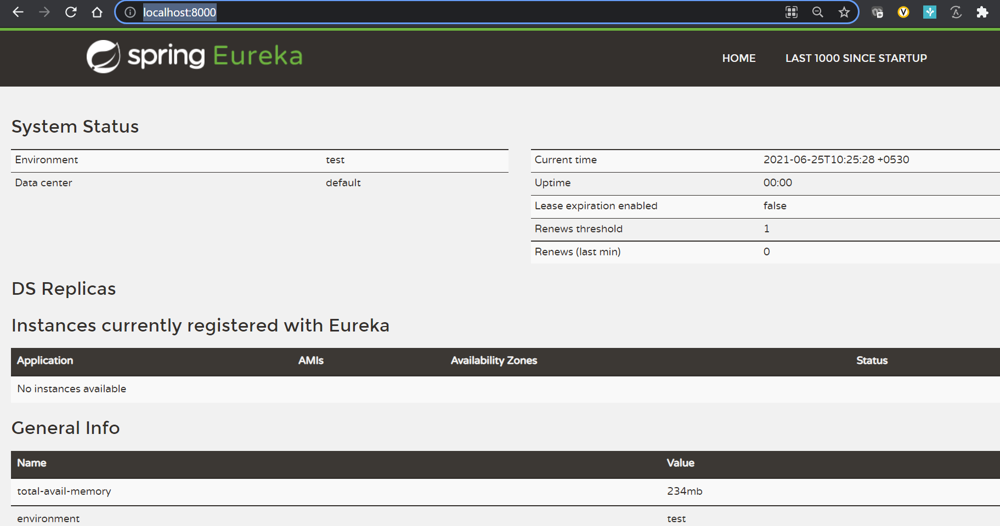 localhost:8000
spring Eureka
HOME LAST 1000 SINCE STARTUP
System Status
Environment test
Data center default
Current time 2021-06-25T10:25:28 +0530
Uptime 00:00
Lease expiration enabled false
Renews threshold 1
Renews (last min) 0
DS Replicas
Instances currently registered with Eureka
Application AMIs Availability Zones Status
No instances available
General Info
Name Value
total-avail-memory 234mb
environment test